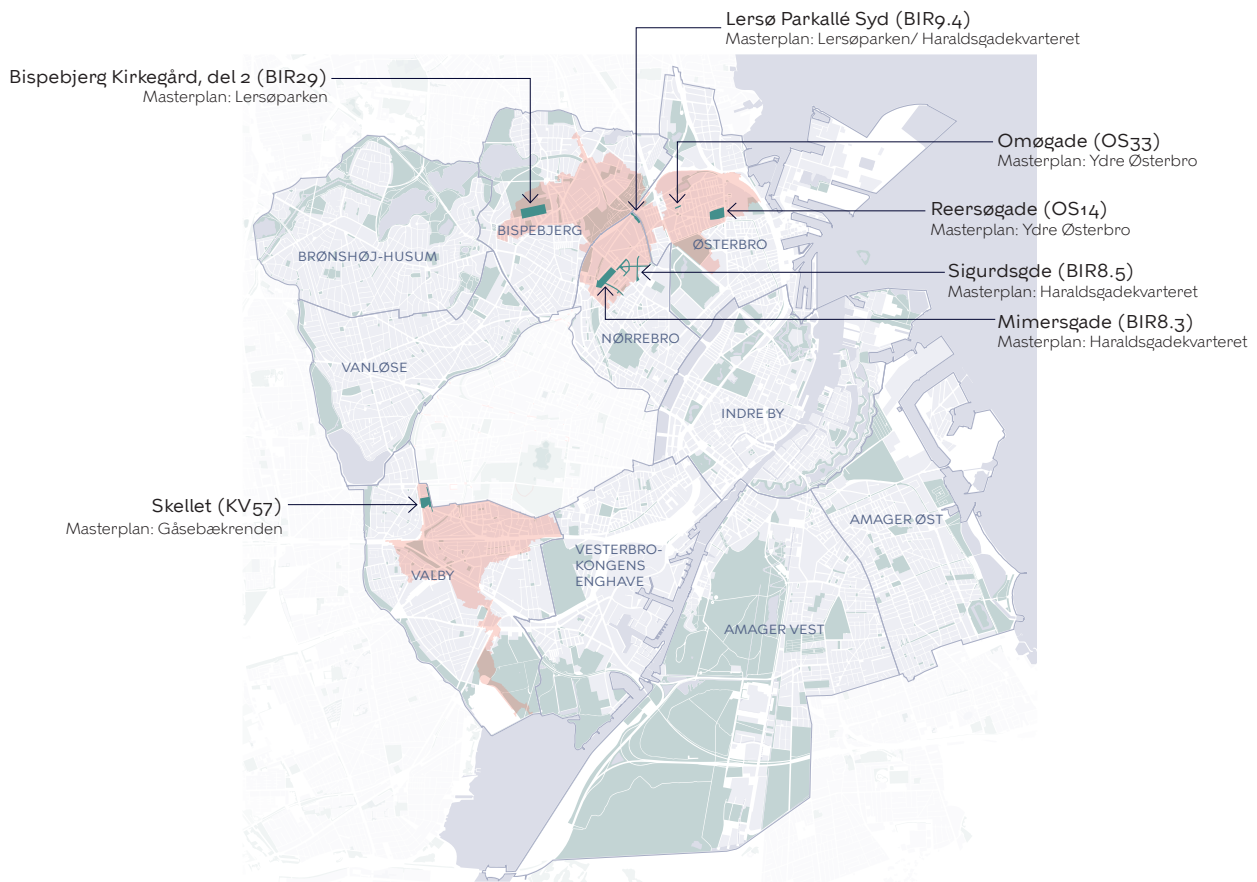 Lersø Parkallé Syd (BIR9.4)
Masterplan: Lersøparken/ Haraldsgadekvarteret
Bispebjerg Kirkegård, del 2 (BIR29)
Masterplan: Lersøparken
Omøgade (OS33)
Masterplan: Ydre Østerbro
Reersøgade (OS14)
Masterplan: Ydre Østerbro
BISPEBJERG
ØSTERBRO
BRØNSHØJ-HUSUM
Sigurdsgde (BIR8.5)
Masterplan: Haraldsgadekvarteret
Mimersgade (BIR8.3)
Masterplan: Haraldsgadekvarteret
NØRREBRO
VANLØSE
INDRE BY
Skellet (KV57)
Masterplan: Gåsebækrenden
AMAGER ØST
VESTERBRO-
KONGENS
ENGHAVE
VALBY
AMAGER VEST